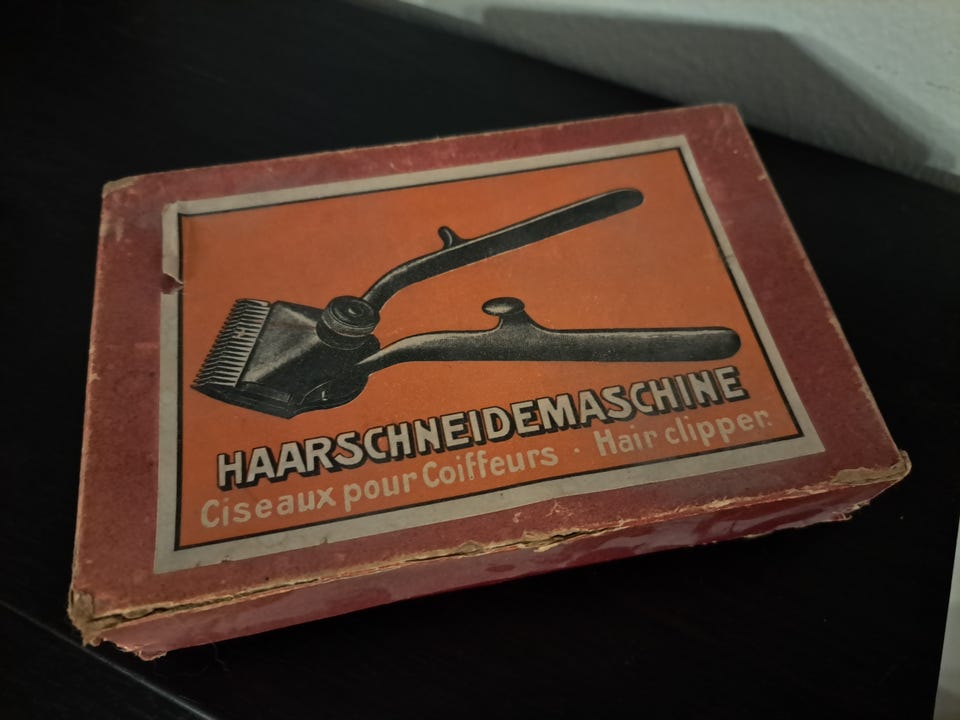 HAARSCHNEIDEMASCHINE
Ciseaux pour Coiffeurs · Hair clipper.